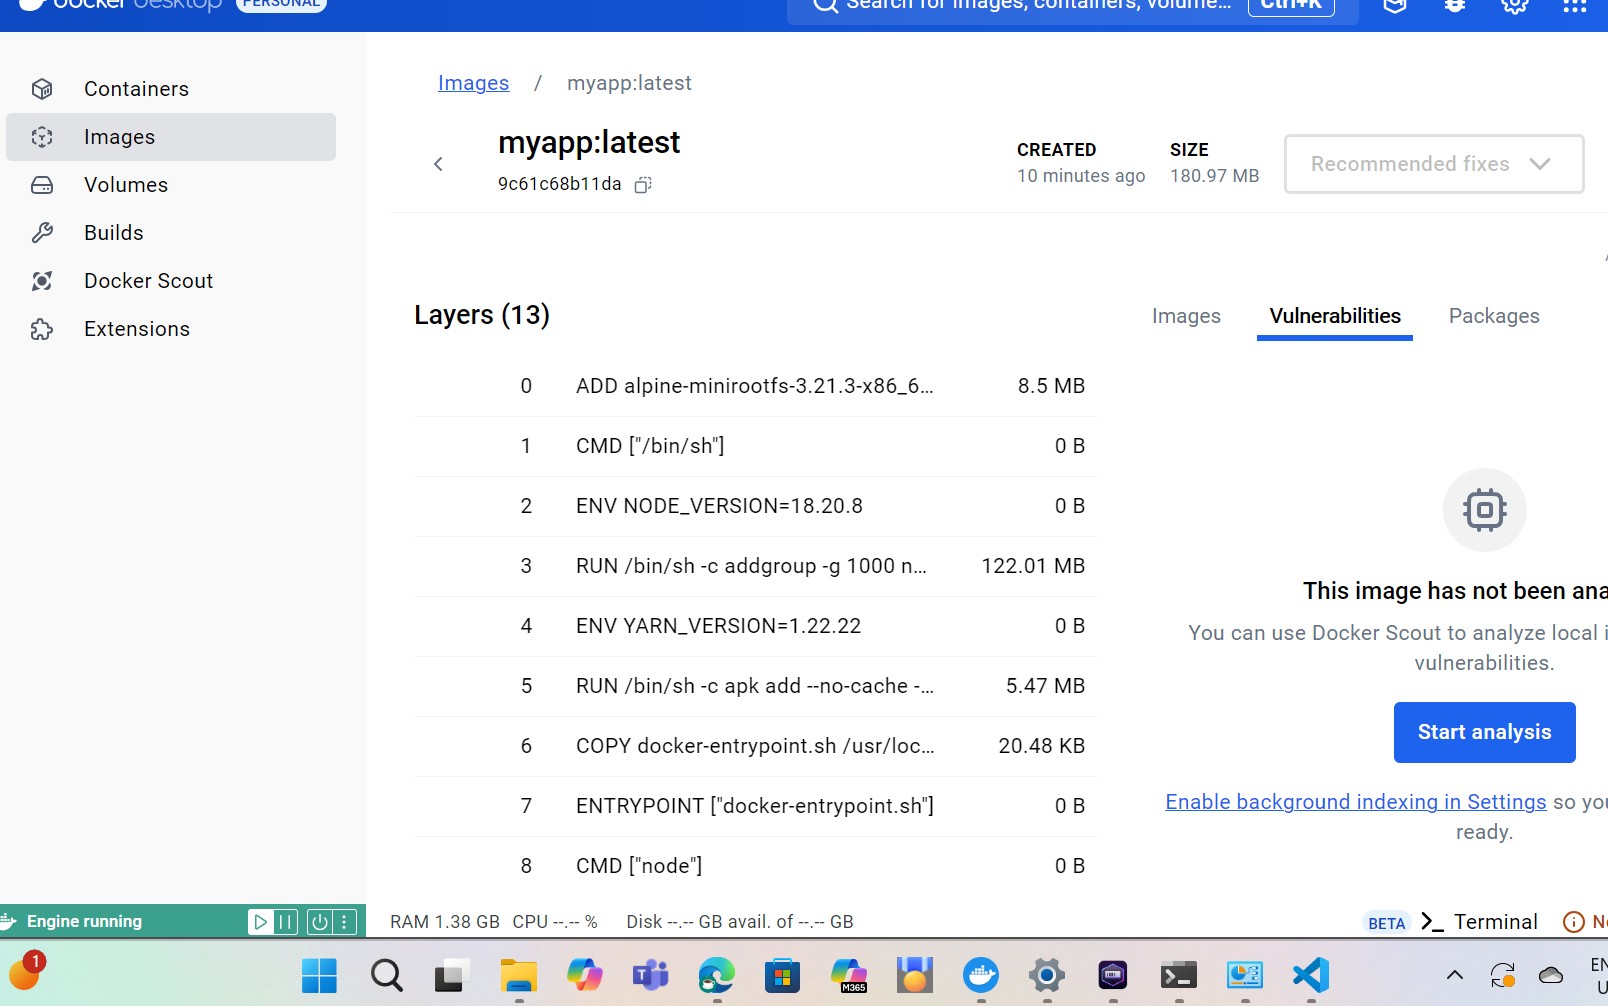 docker desktop PERSONAL
Search for images, containers, volume... Ctrl+K
Containers
Images
Volumes
Builds
Docker Scout
Extensions
Images / myapp:latest
myapp:latest
9c61c68b11da
CREATED
10 minutes ago
SIZE
180.97 MB
Recommended fixes
Layers (13)
Images Vulnerabilities Packages
0 ADD alpine-minirootfs-3.21.3-x86_6... 8.5 MB
1 CMD ["/bin/sh"] 0 B
2 ENV NODE_VERSION=18.20.8 0 B
3 RUN /bin/sh -c addgroup -g 1000 n... 122.01 MB
4 ENV YARN_VERSION=1.22.22 0 B
5 RUN /bin/sh -c apk add --no-cache -... 5.47 MB
6 COPY docker-entrypoint.sh /usr/loc... 20.48 KB
7 ENTRYPOINT ["docker-entrypoint.sh"] 0 B
8 CMD ["node"] 0 B
This image has not been ana
You can use Docker Scout to analyze local i
vulnerabilities.
Start analysis
Enable background indexing in Settings so you
ready.
Engine running
RAM 1.38 GB CPU --.-- % Disk --.-- GB avail. of --.-- GB
BETA >_ Terminal
1
M365
EN